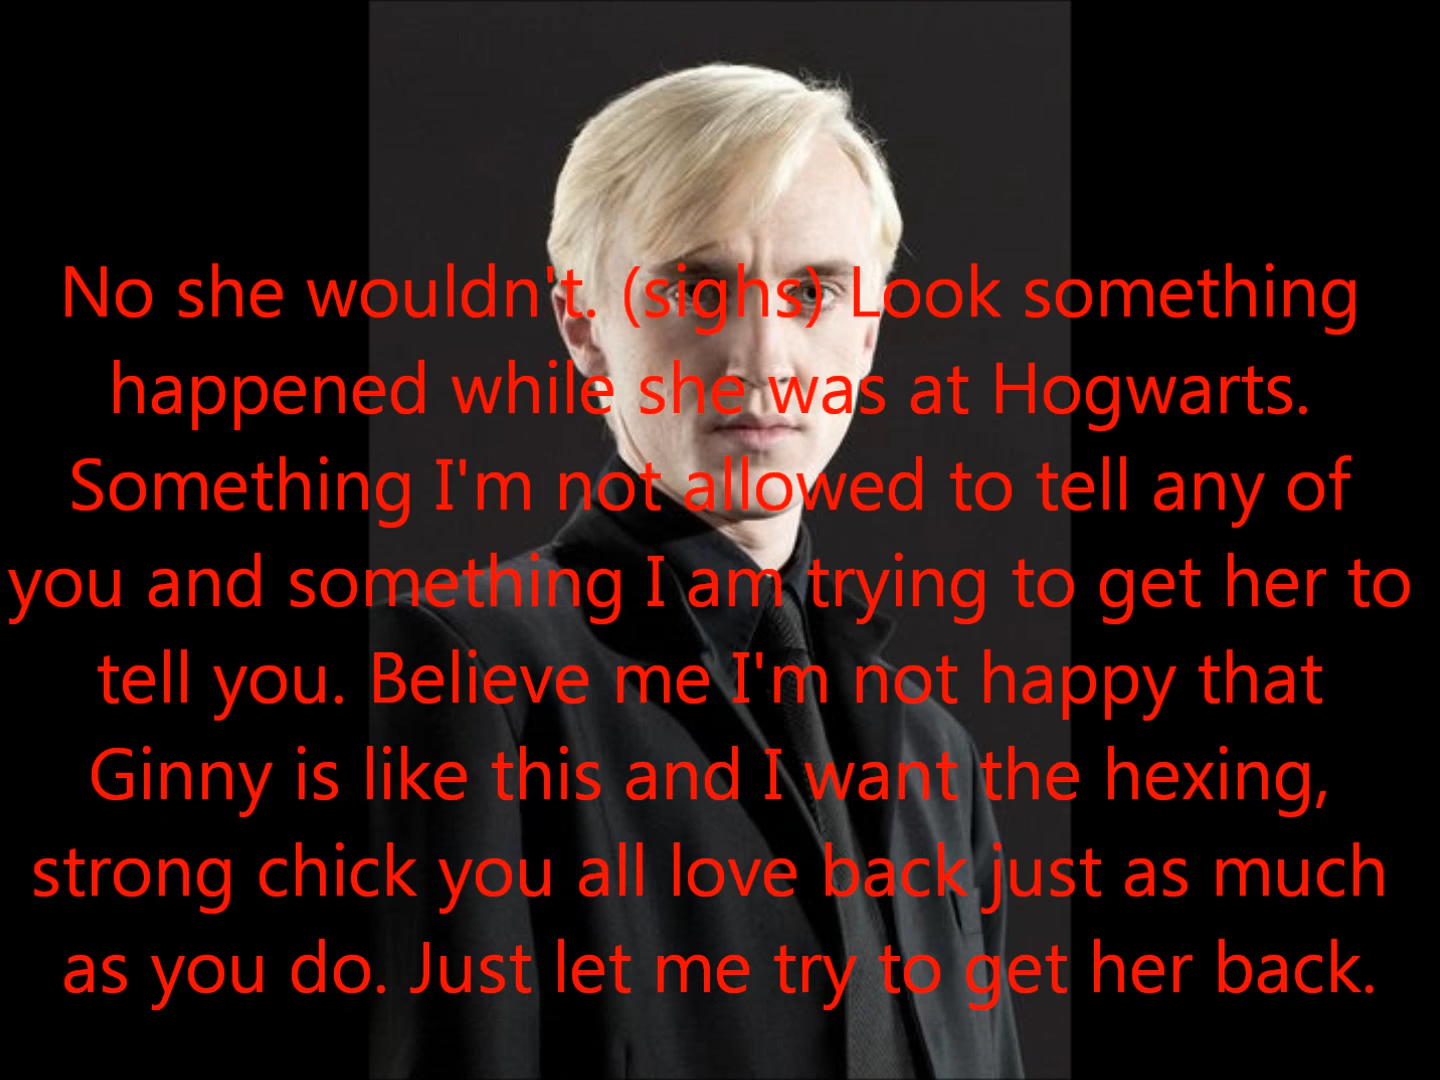 No she wouldn't. (sighs) Look something
happened while she was at Hogwarts.
Something I'm not allowed to tell any of
you and something I am trying to get her to
tell you. Believe me I'm not happy that
Ginny is like this and I want the hexing,
strong chick you all love back just as much
as you do. Just let me try to get her back.